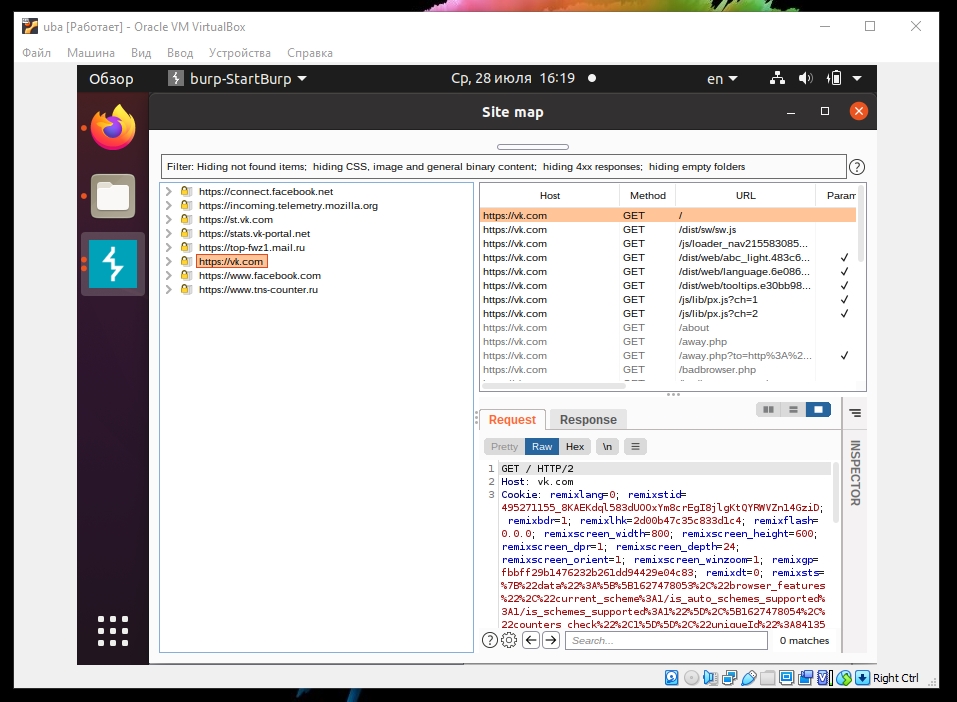 uba [Работает] - Oracle VM VirtualBox
Файл Машина Вид Ввод Устройства Справка
Обзор burp-StartBurp Ср, 28 июля 16:19 en
Site map
Filter: Hiding not found items; hiding CSS, image and general binary content; hiding 4xx responses; hiding empty folders ?
https://connect.facebook.net
https://incoming.telemetry.mozilla.org
https://st.vk.com
https://stats.vk-portal.net
https://top-fwz1.mail.ru
https://vk.com
https://www.facebook.com
https://www.tns-counter.ru
Host Method URL Param
https://vk.com GET /
https://vk.com GET /dist/sw/sw.js
https://vk.com GET /js/loader_nav215583085...
https://vk.com GET /dist/web/abc_light.483c6... ✓
https://vk.com GET /dist/web/language.6e086... ✓
https://vk.com GET /dist/web/tooltips.e30bb98... ✓
https://vk.com GET /js/lib/px.js?ch=1 ✓
https://vk.com GET /js/lib/px.js?ch=2 ✓
https://vk.com GET /about
https://vk.com GET /away.php
https://vk.com GET /away.php?to=http%3A%2... ✓
https://vk.com GET /badbrowser.php
Request Response
Pretty Raw Hex \n
INSPECTOR
1 GET / HTTP/2
2 Host: vk.com
3 Cookie: remixlang=0; remixstid=
495271155_8KAEKdql583dUOOxYm8crEgI8jlgKtQYRWVZn14GziD;
remixbdr=1; remixlhk=2d00b47c35c833d1c4; remixflash=
0.0.0; remixscreen_width=800; remixscreen_height=600;
remixscreen_dpr=1; remixscreen_depth=24;
remixscreen_orient=1; remixscreen_winzoom=1; remixgp=
fbbff29b1476232b261dd94429e04c83; remixdt=0; remixsts=
%7B%22data%22%3A%5B%5B1627478053%2C%22browser_features
%22%2C%22current_scheme%3A1/is_auto_schemes_supported%
3A1/is_schemes_supported%3A1%22%5D%2C%5B1627478054%2C%
22counters_check%22%2C1%5D%5D%2C%22uniqueId%22%3A84135
? Search... 0 matches
Right Ctrl